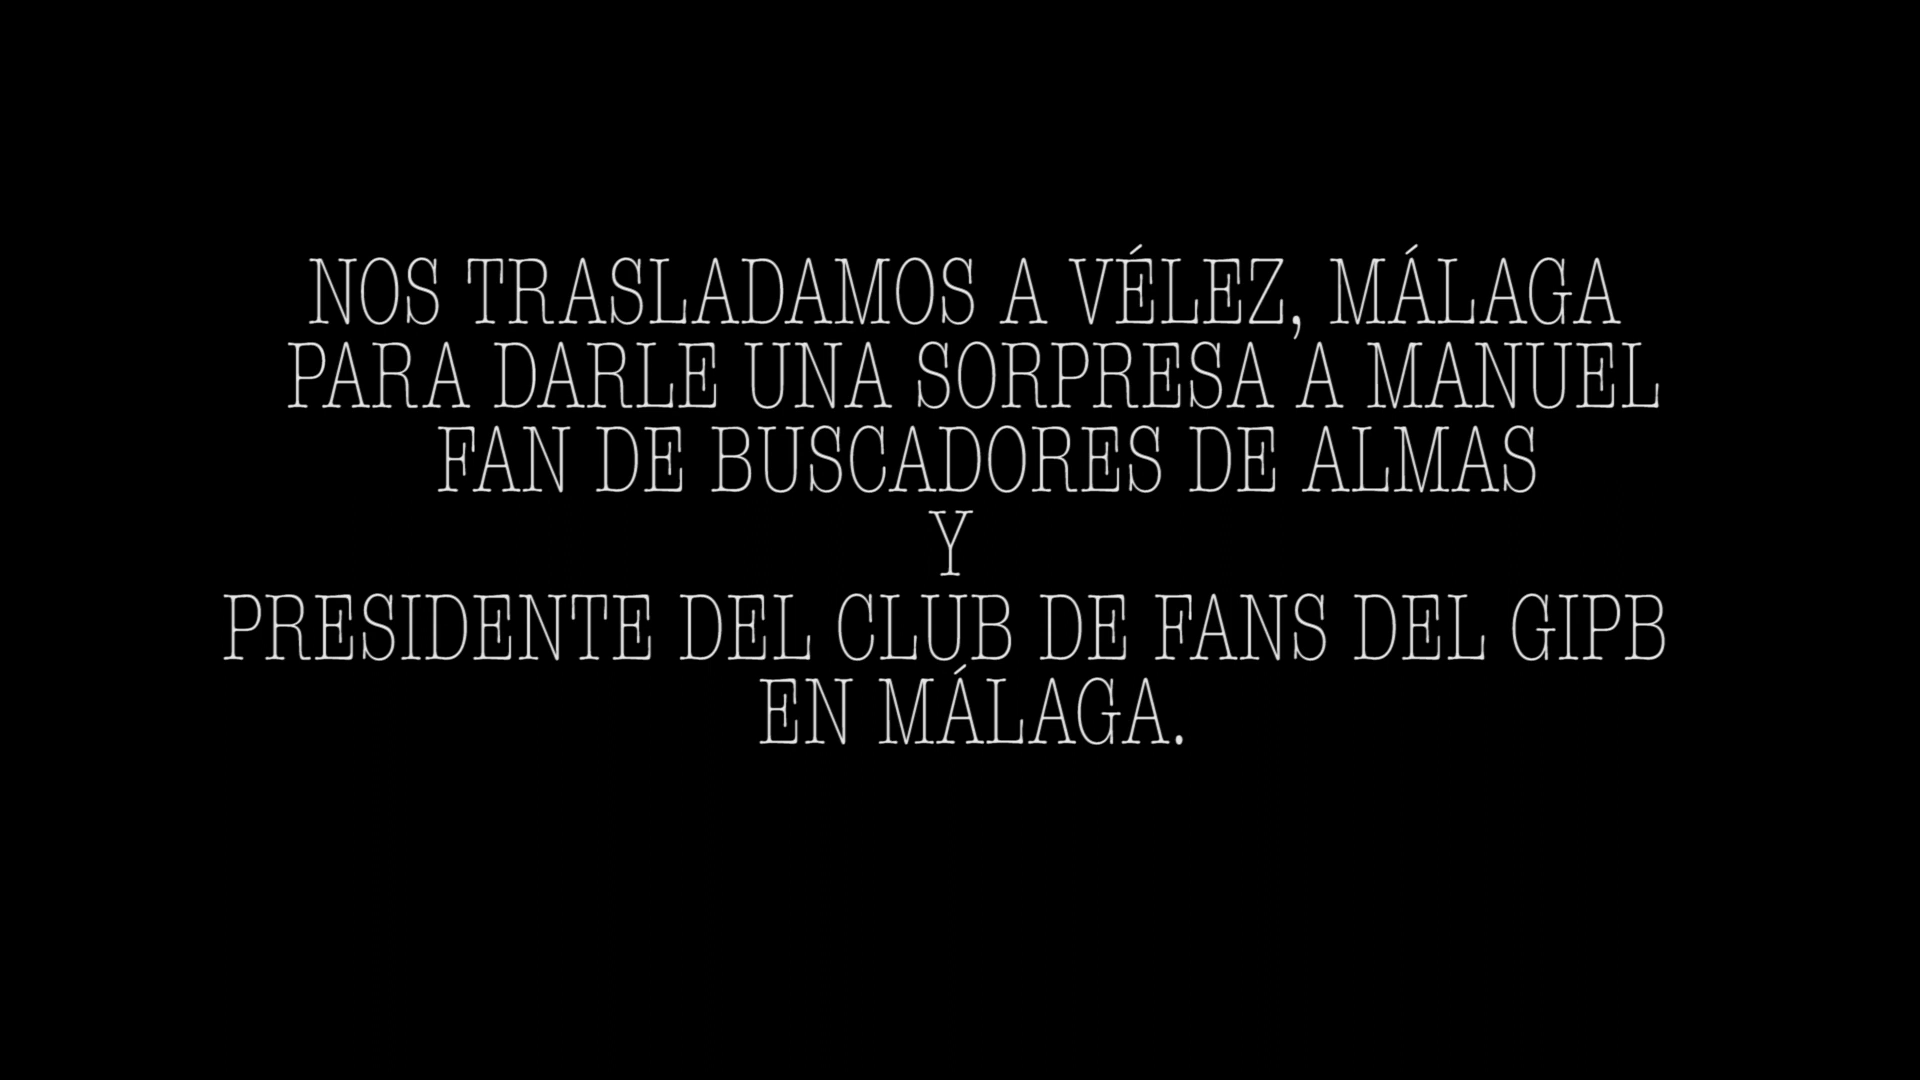 NOS TRASLADAMOS A VÉLEZ, MÁLAGA
PARA DARLE UNA SORPRESA A MANUEL
FAN DE BUSCADORES DE ALMAS
Y
PRESIDENTE DEL CLUB DE FANS DEL GIPB
EN MÁLAGA.